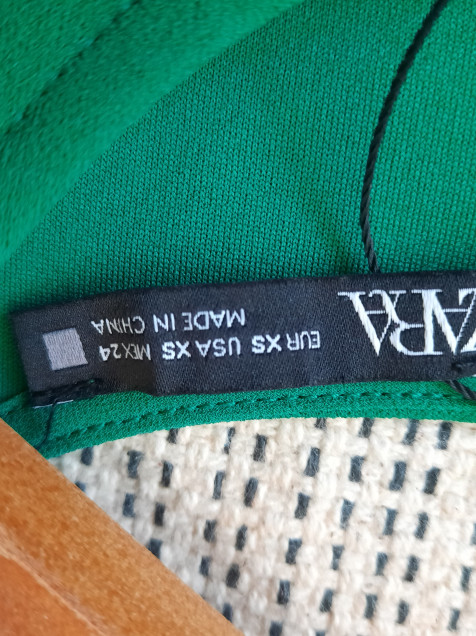 ZARA
EUR XS USA XS MEX 24
MADE IN CHINA